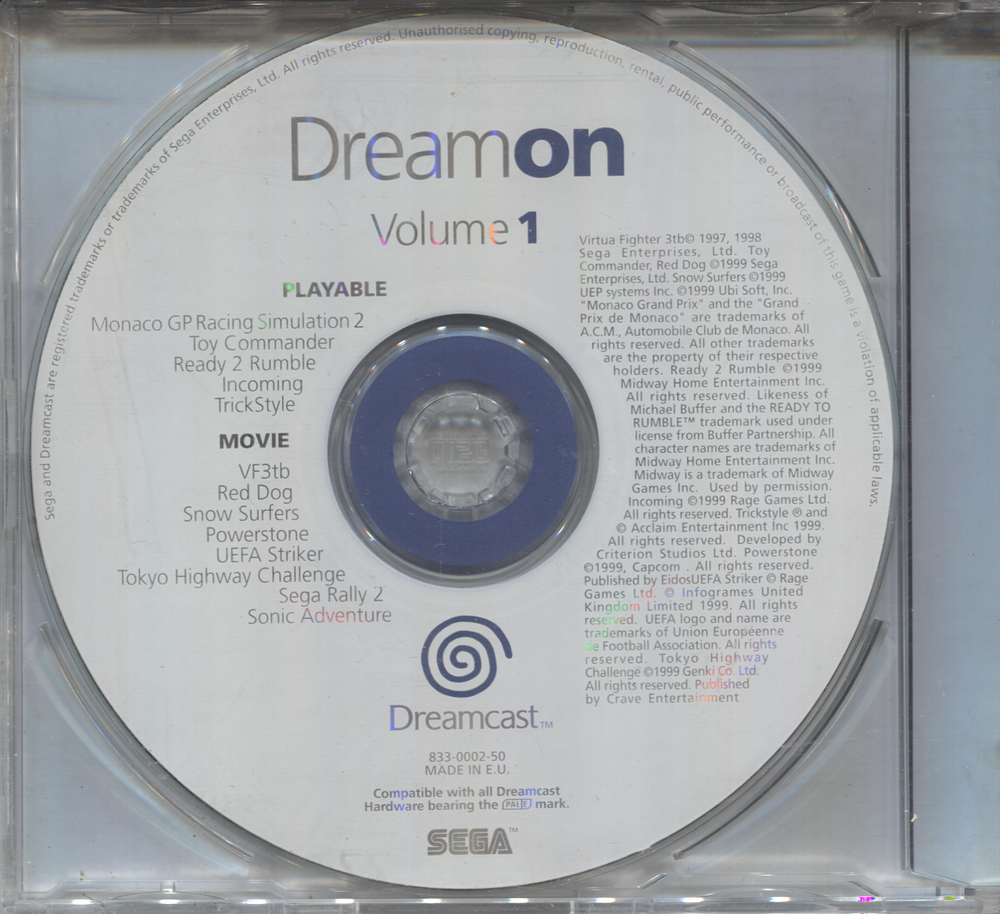 Sega and Dreamcast are registered trademarks or trademarks of Sega Enterprises, Ltd. All rights reserved. Unauthorised copying, reproduction, rental, public performance or broadcast of this game is a violation of applicable laws.
Dreamon
Volume 1
PLAYABLE
Monaco GP Racing Simulation 2
Toy Commander
Ready 2 Rumble
Incoming
TrickStyle
MOVIE
VF3tb
Red Dog
Snow Surfers
Powerstone
UEFA Striker
Tokyo Highway Challenge
Sega Rally 2
Sonic Adventure
Virtua Fighter 3tb© 1997, 1998
Sega Enterprises, Ltd. Toy
Commander, Red Dog ©1999 Sega
Enterprises, Ltd. Snow Surfers ©1999
UEP systems Inc. ©1999 Ubi Soft, Inc.
"Monaco Grand Prix" and the "Grand
Prix de Monaco" are trademarks of
A.C.M., Automobile Club de Monaco. All
rights reserved. All other trademarks
are the property of their respective
holders. Ready 2 Rumble ©1999
Midway Home Entertainment Inc.
All rights reserved. Likeness of
Michael Buffer and the READY TO
RUMBLE™ trademark used under
license from Buffer Partnership. All
character names are trademarks of
Midway Home Entertainment Inc.
Midway is a trademark of Midway
Games Inc. Used by permission.
Incoming ©1999 Rage Games Ltd.
All rights reserved. Trickstyle ® and
© Acclaim Entertainment Inc 1999.
All rights reserved. Developed by
Criterion Studios Ltd. Powerstone
©1999, Capcom . All rights reserved.
Published by EidosUEFA Striker © Rage
Games Ltd. © Infogrames United
Kingdom Limited 1999. All rights
reserved. UEFA logo and name are
trademarks of Union Européenne
de Football Association. All rights
reserved. Tokyo Highway
Challenge ©1999 Genki Co. Ltd.
All rights reserved. Published
by Crave Entertainment
Dreamcast™
833-0002-50
MADE IN E.U.
Compatible with all Dreamcast
Hardware bearing the PAL E mark.
SEGA™